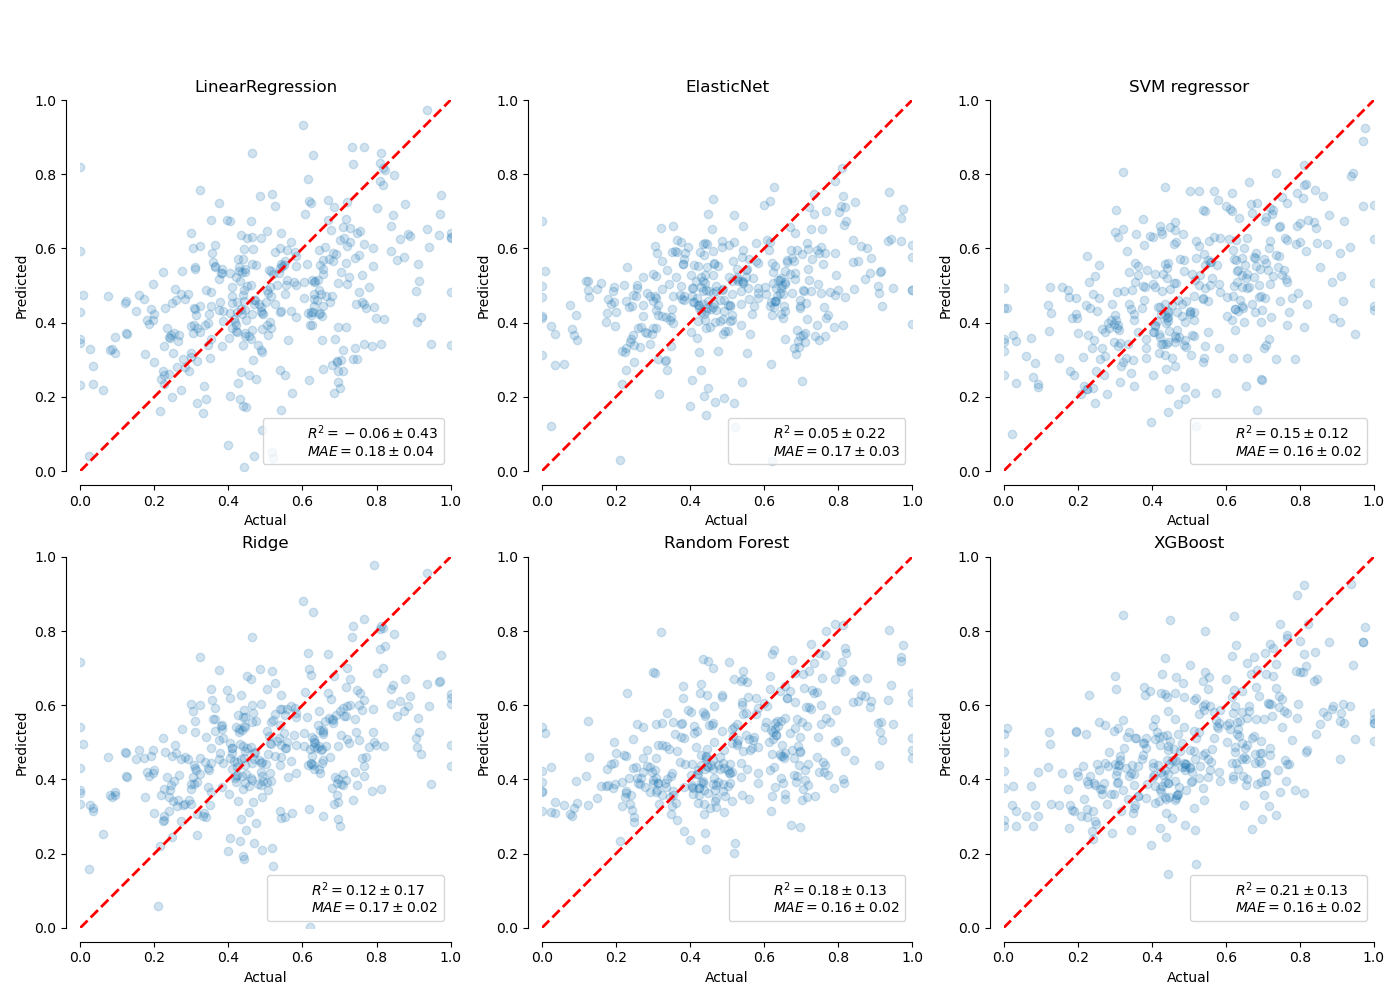 LinearRegression
1.0
0.8
0.6
0.4
0.2
0.0
Predicted
R² = −0.06 ± 0.43
MAE = 0.18 ± 0.04
0.0 0.2 0.4 0.6 0.8 1.0
Actual
ElasticNet
1.0
0.8
0.6
0.4
0.2
0.0
Predicted
R² = 0.05 ± 0.22
MAE = 0.17 ± 0.03
0.0 0.2 0.4 0.6 0.8 1.0
Actual
SVM regressor
1.0
0.8
0.6
0.4
0.2
0.0
Predicted
R² = 0.15 ± 0.12
MAE = 0.16 ± 0.02
0.0 0.2 0.4 0.6 0.8 1.0
Actual
Ridge
1.0
0.8
0.6
0.4
0.2
0.0
Predicted
R² = 0.12 ± 0.17
MAE = 0.17 ± 0.02
0.0 0.2 0.4 0.6 0.8 1.0
Actual
Random Forest
1.0
0.8
0.6
0.4
0.2
0.0
Predicted
R² = 0.18 ± 0.13
MAE = 0.16 ± 0.02
0.0 0.2 0.4 0.6 0.8 1.0
Actual
XGBoost
1.0
0.8
0.6
0.4
0.2
0.0
Predicted
R² = 0.21 ± 0.13
MAE = 0.16 ± 0.02
0.0 0.2 0.4 0.6 0.8 1.0
Actual